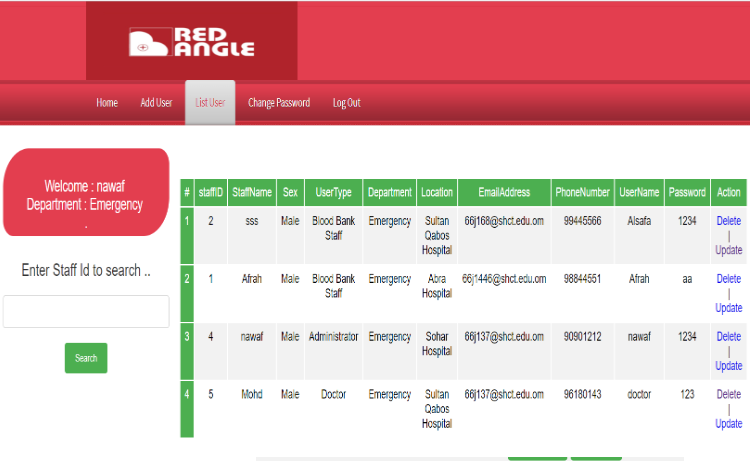 RED
ANGLE
Home Add User List User Change Password Log Out
Welcome : nawaf
Department : Emergency
.
Enter Staff Id to search ..
Search
# staffID StaffName Sex UserType Department Location EmailAddress PhoneNumber UserName Password Action
1 2 sss Male Blood Bank Staff Emergency Sultan Qabos Hospital 66j168@shct.edu.om 99445566 Alsafa 1234 Delete | Update
2 1 Afrah Male Blood Bank Staff Emergency Abra Hospital 66j1446@shct.edu.om 98844551 Afrah aa Delete | Update
3 4 nawaf Male Administrator Emergency Sohar Hospital 66j137@shct.edu.om 90901212 nawaf 1234 Delete | Update
4 5 Mohd Male Doctor Emergency Sultan Qabos Hospital 66j137@shct.edu.om 96180143 doctor 123 Delete | Update